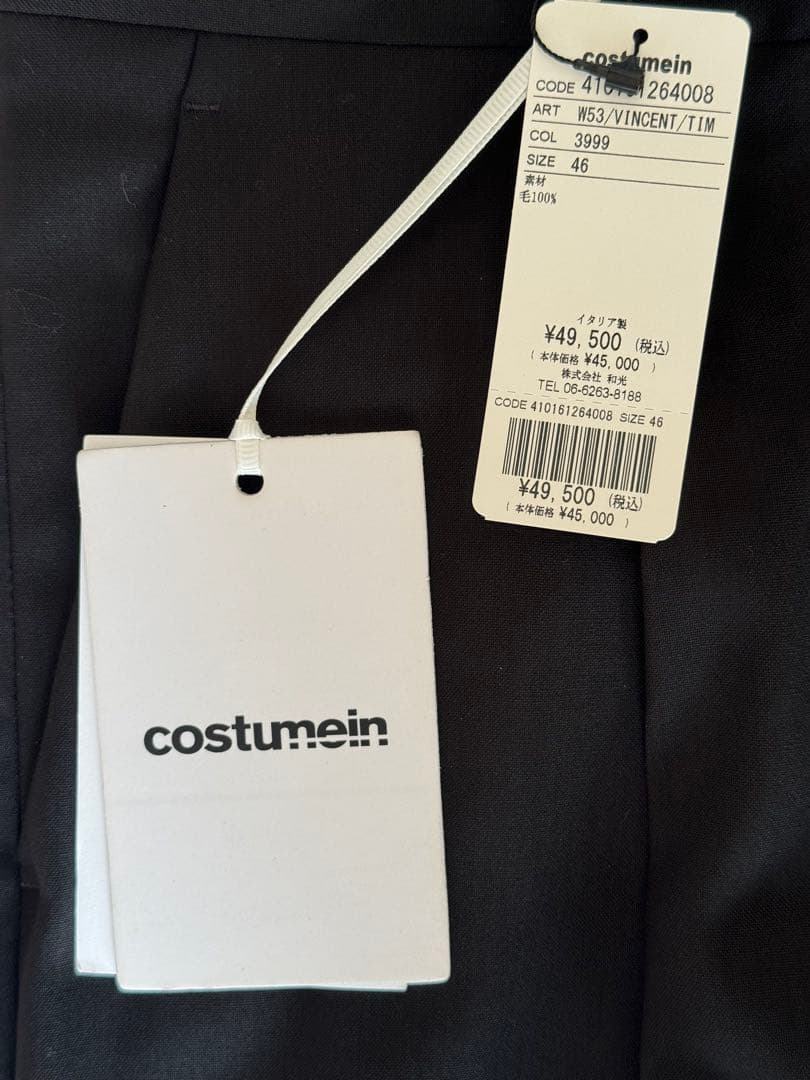 costumein
CODE 410161264008
ART W53/VINCENT/TIM
COL 3999
SIZE 46
素材
毛100%
イタリア製
¥49,500 (税込)
( 本体価格 ¥45,000 )
株式会社 和光
TEL 06-6263-8188
CODE 410161264008 SIZE 46
¥49,500 (税込)
( 本体価格 ¥45,000 )
costumein